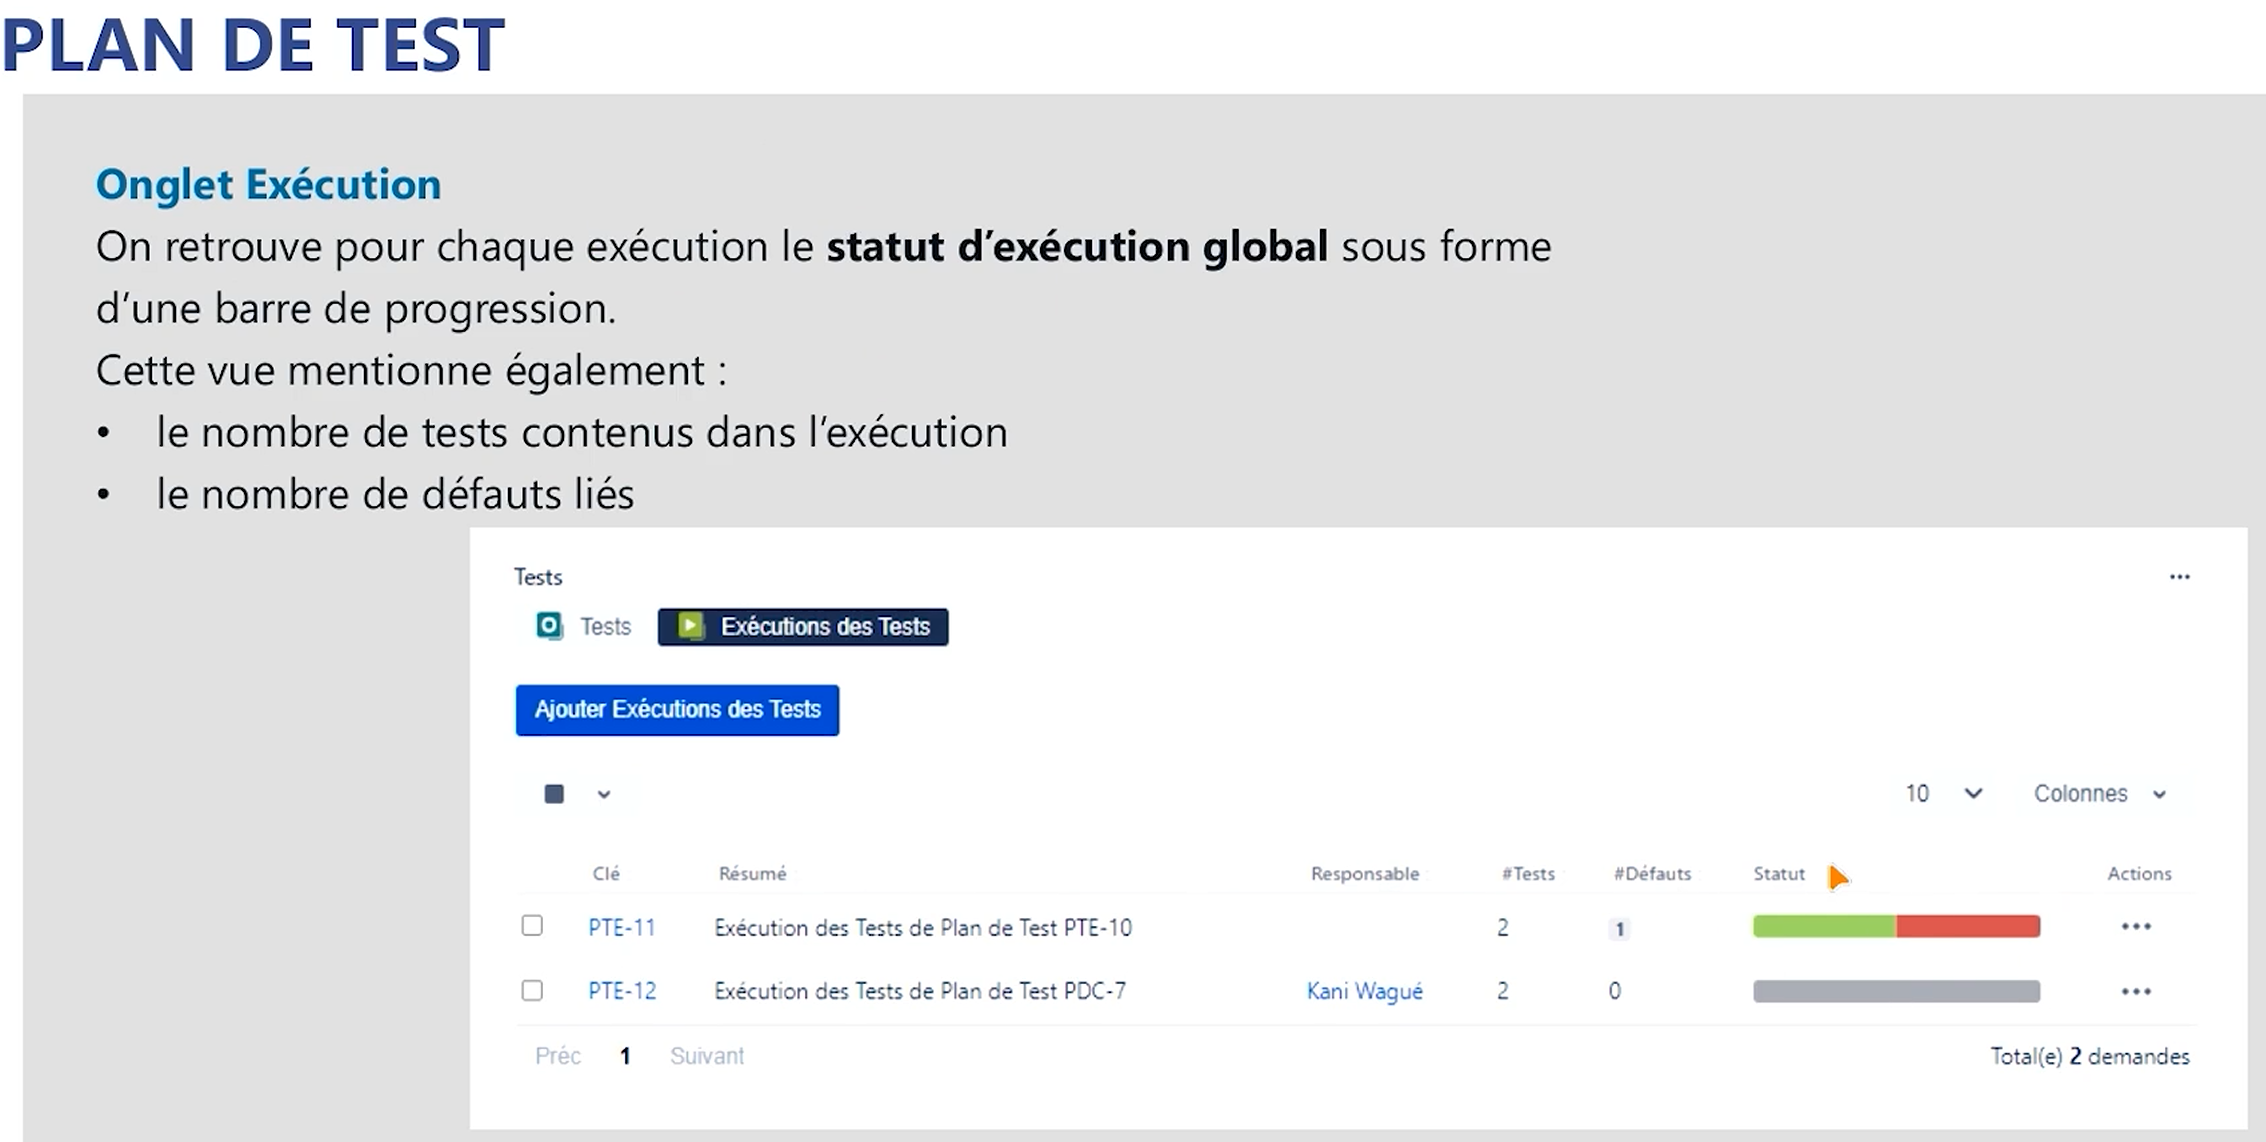 PLAN DE TEST
Onglet Exécution
On retrouve pour chaque exécution le statut d’exécution global sous forme
d’une barre de progression.
Cette vue mentionne également :
• le nombre de tests contenus dans l’exécution
• le nombre de défauts liés
Tests
Tests Exécutions des Tests
Ajouter Exécutions des Tests
10 Colonnes
Clé Résumé Responsable #Tests #Défauts Statut Actions
PTE-11 Exécution des Tests de Plan de Test PTE-10 2 1
PTE-12 Exécution des Tests de Plan de Test PDC-7 Kani Wagué 2 0
Préc 1 Suivant Total(e) 2 demandes